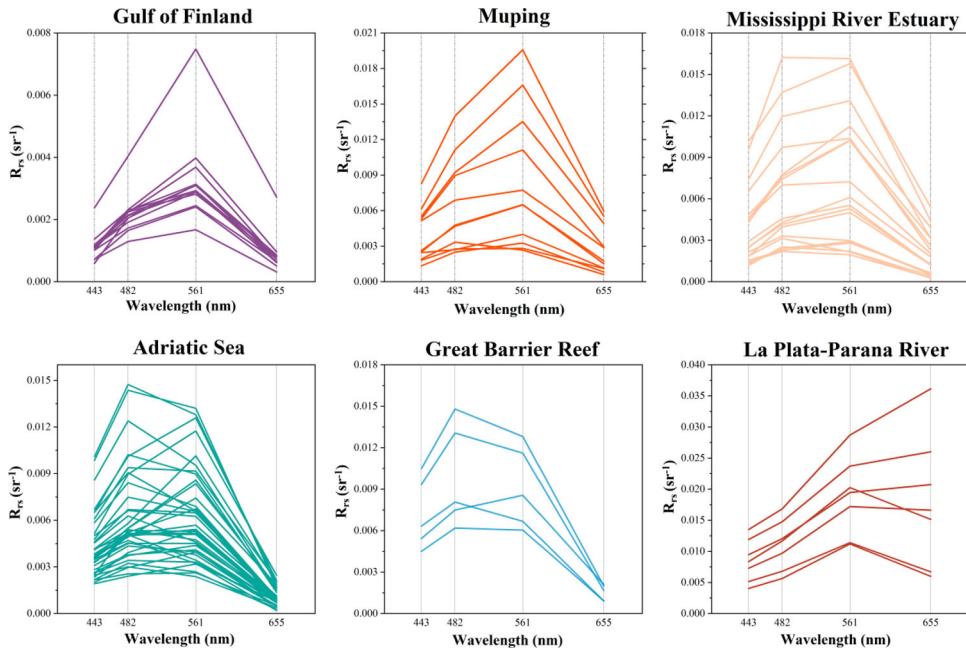 Gulf of Finland
0.008
0.006
0.004
0.002
0.000
R_rs (sr⁻¹)
443 482 561 655
Wavelength (nm)
Muping
0.021
0.018
0.015
0.012
0.009
0.006
0.003
0.000
R_rs (sr⁻¹)
443 482 561 655
Wavelength (nm)
Mississippi River Estuary
0.018
0.015
0.012
0.009
0.006
0.003
0.000
R_rs (sr⁻¹)
443 482 561 655
Wavelength (nm)
Adriatic Sea
0.015
0.012
0.009
0.006
0.003
0.000
R_rs (sr⁻¹)
443 482 561 655
Wavelength (nm)
Great Barrier Reef
0.018
0.015
0.012
0.009
0.006
0.003
0.000
R_rs (sr⁻¹)
443 482 561 655
Wavelength (nm)
La Plata-Parana River
0.040
0.035
0.030
0.025
0.020
0.015
0.010
0.005
0.000
R_rs (sr⁻¹)
443 482 561 655
Wavelength (nm)